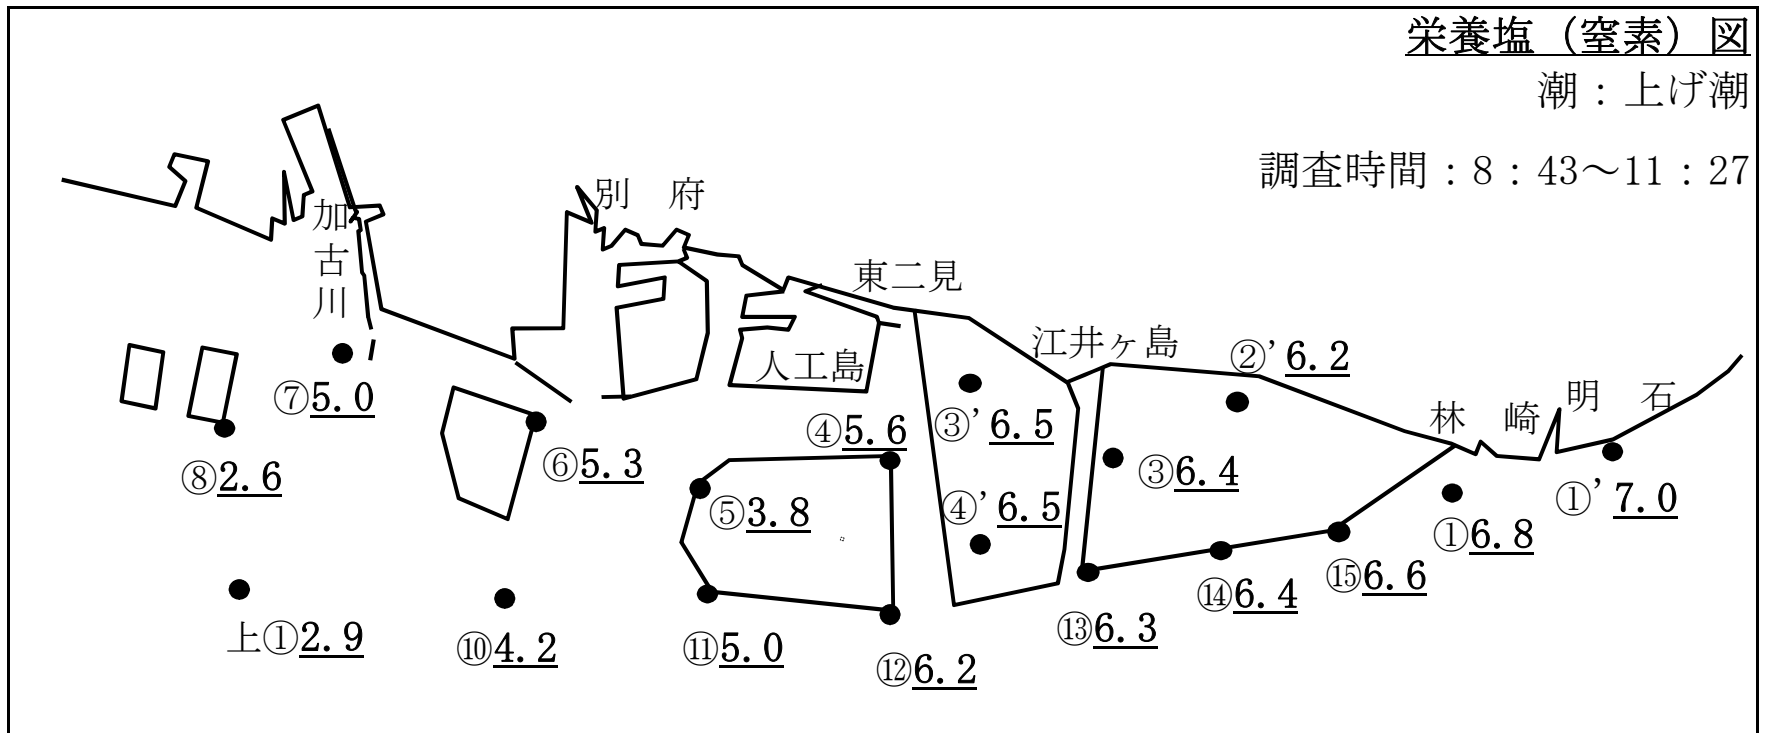 栄養塩（窒素）図
潮：上げ潮
調査時間：8：43～11：27
加古川
別　府
東二見
人工島
江井ヶ島
林　崎
明　石
②’6.2
⑦5.0
③’6.5
④5.6
⑥5.3
③6.4
⑧2.6
①’7.0
⑤3.8
④’6.5
①6.8
⑮6.6
⑭6.4
⑬6.3
上①2.9
⑩4.2
⑪5.0
⑫6.2